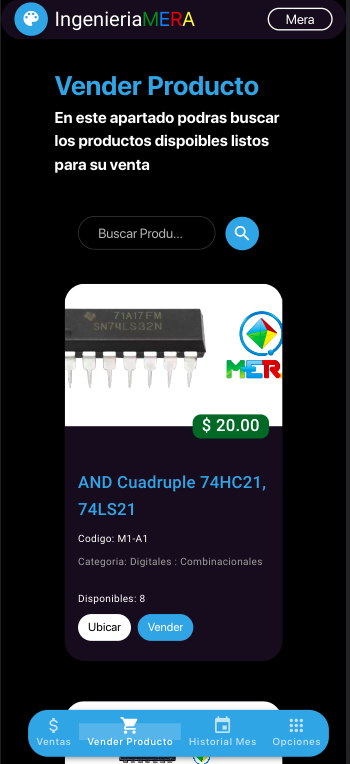 IngenieriaMERA
Mera
Vender Producto
En este apartado podras buscar
los productos dispoibles listos
para su venta
Buscar Produ...
71A17FM
SN74LS32N
MER
$ 20.00
AND Cuadruple 74HC21,
74LS21
Codigo: M1-A1
Categoria: Digitales : Combinacionales
Disponibles: 8
Ubicar
Vender
Ventas
Vender Producto
Historial Mes
Opciones